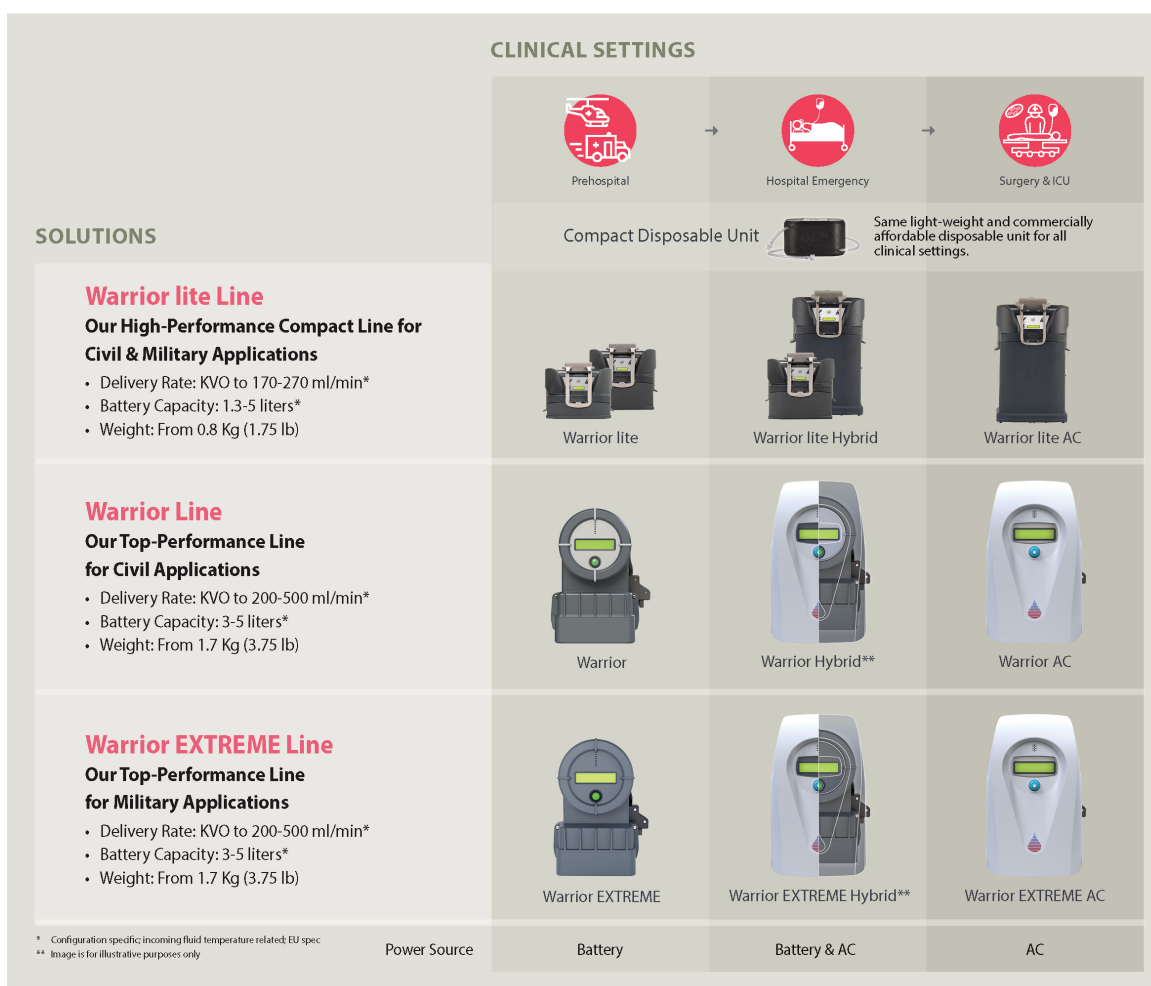 CLINICAL SETTINGS
Prehospital
Hospital Emergency
Surgery & ICU
SOLUTIONS
Compact Disposable Unit
Same light-weight and commercially
affordable disposable unit for all
clinical settings.
Warrior lite Line
Our High-Performance Compact Line for
Civil & Military Applications
• Delivery Rate: KVO to 170-270 ml/min*
• Battery Capacity: 1.3-5 liters*
• Weight: From 0.8 Kg (1.75 lb)
Warrior lite
Warrior lite Hybrid
Warrior lite AC
Warrior Line
Our Top-Performance Line
for Civil Applications
• Delivery Rate: KVO to 200-500 ml/min*
• Battery Capacity: 3-5 liters*
• Weight: From 1.7 Kg (3.75 lb)
Warrior
Warrior Hybrid**
Warrior AC
Warrior EXTREME Line
Our Top-Performance Line
for Military Applications
• Delivery Rate: KVO to 200-500 ml/min*
• Battery Capacity: 3-5 liters*
• Weight: From 1.7 Kg (3.75 lb)
Warrior EXTREME
Warrior EXTREME Hybrid**
Warrior EXTREME AC
* Configuration specific; incoming fluid temperature related; EU spec
** Image is for illustrative purposes only
Power Source
Battery
Battery & AC
AC